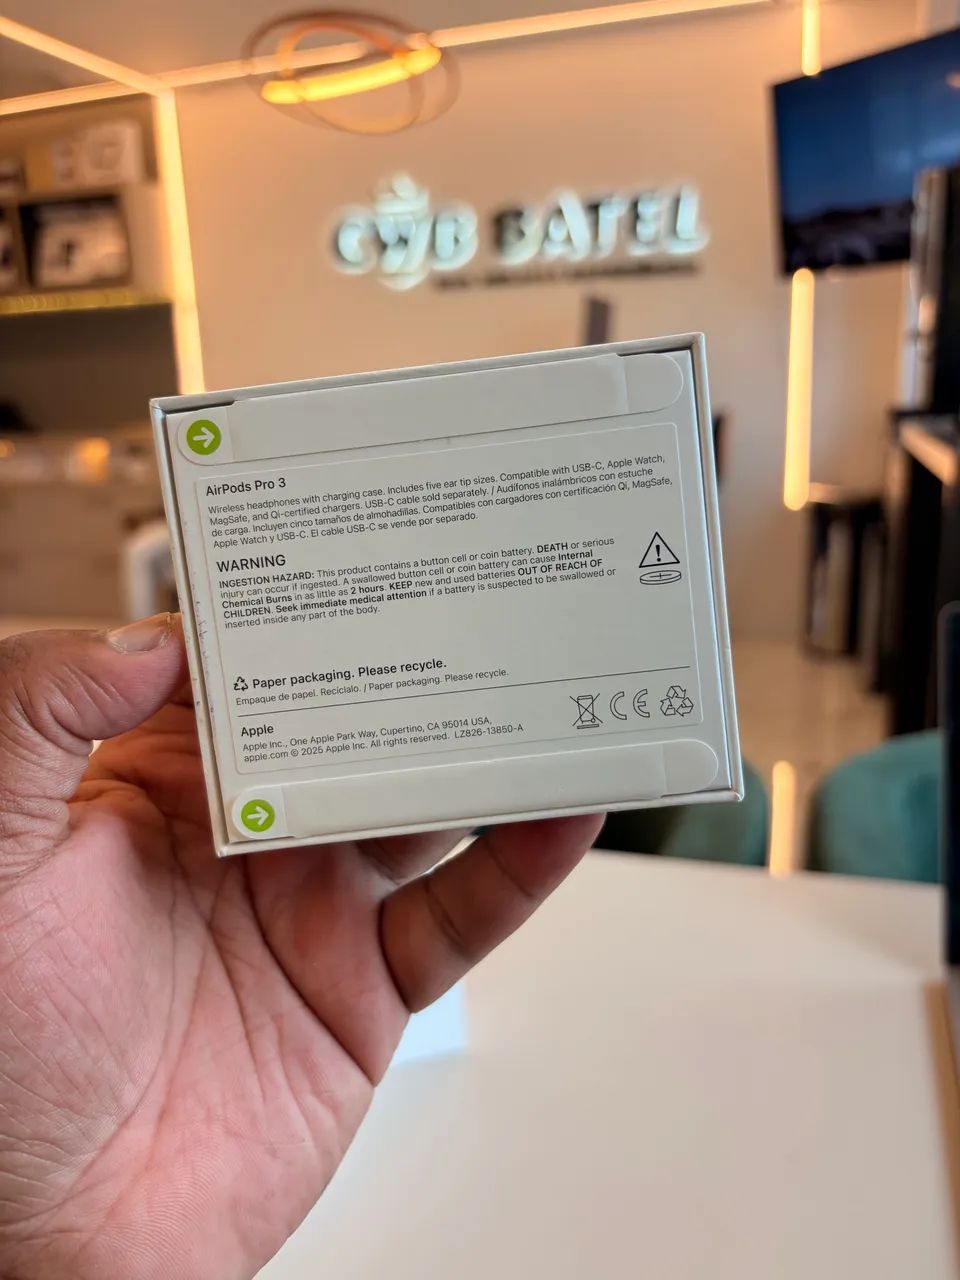 CWB BATEL
AirPods Pro 3
Wireless headphones with charging case. Includes five ear tip sizes. Compatible with USB-C, Apple Watch,
MagSafe, and Qi-certified chargers. USB-C cable sold separately. / Audífonos inalámbricos con estuche
de carga. Incluyen cinco tamaños de almohadillas. Compatibles con cargadores con certificación Qi, MagSafe,
Apple Watch y USB-C. El cable USB-C se vende por separado.
WARNING
INGESTION HAZARD: This product contains a button cell or coin battery. DEATH or serious
injury can occur if ingested. A swallowed button cell or coin battery can cause Internal
Chemical Burns in as little as 2 hours. KEEP new and used batteries OUT OF REACH OF
CHILDREN. Seek immediate medical attention if a battery is suspected to be swallowed or
inserted inside any part of the body.
Paper packaging. Please recycle.
Empaque de papel. Recíclalo. / Paper packaging. Please recycle.
Apple
Apple Inc., One Apple Park Way, Cupertino, CA 95014 USA,
apple.com © 2025 Apple Inc. All rights reserved. LZ826-13850-A
CE